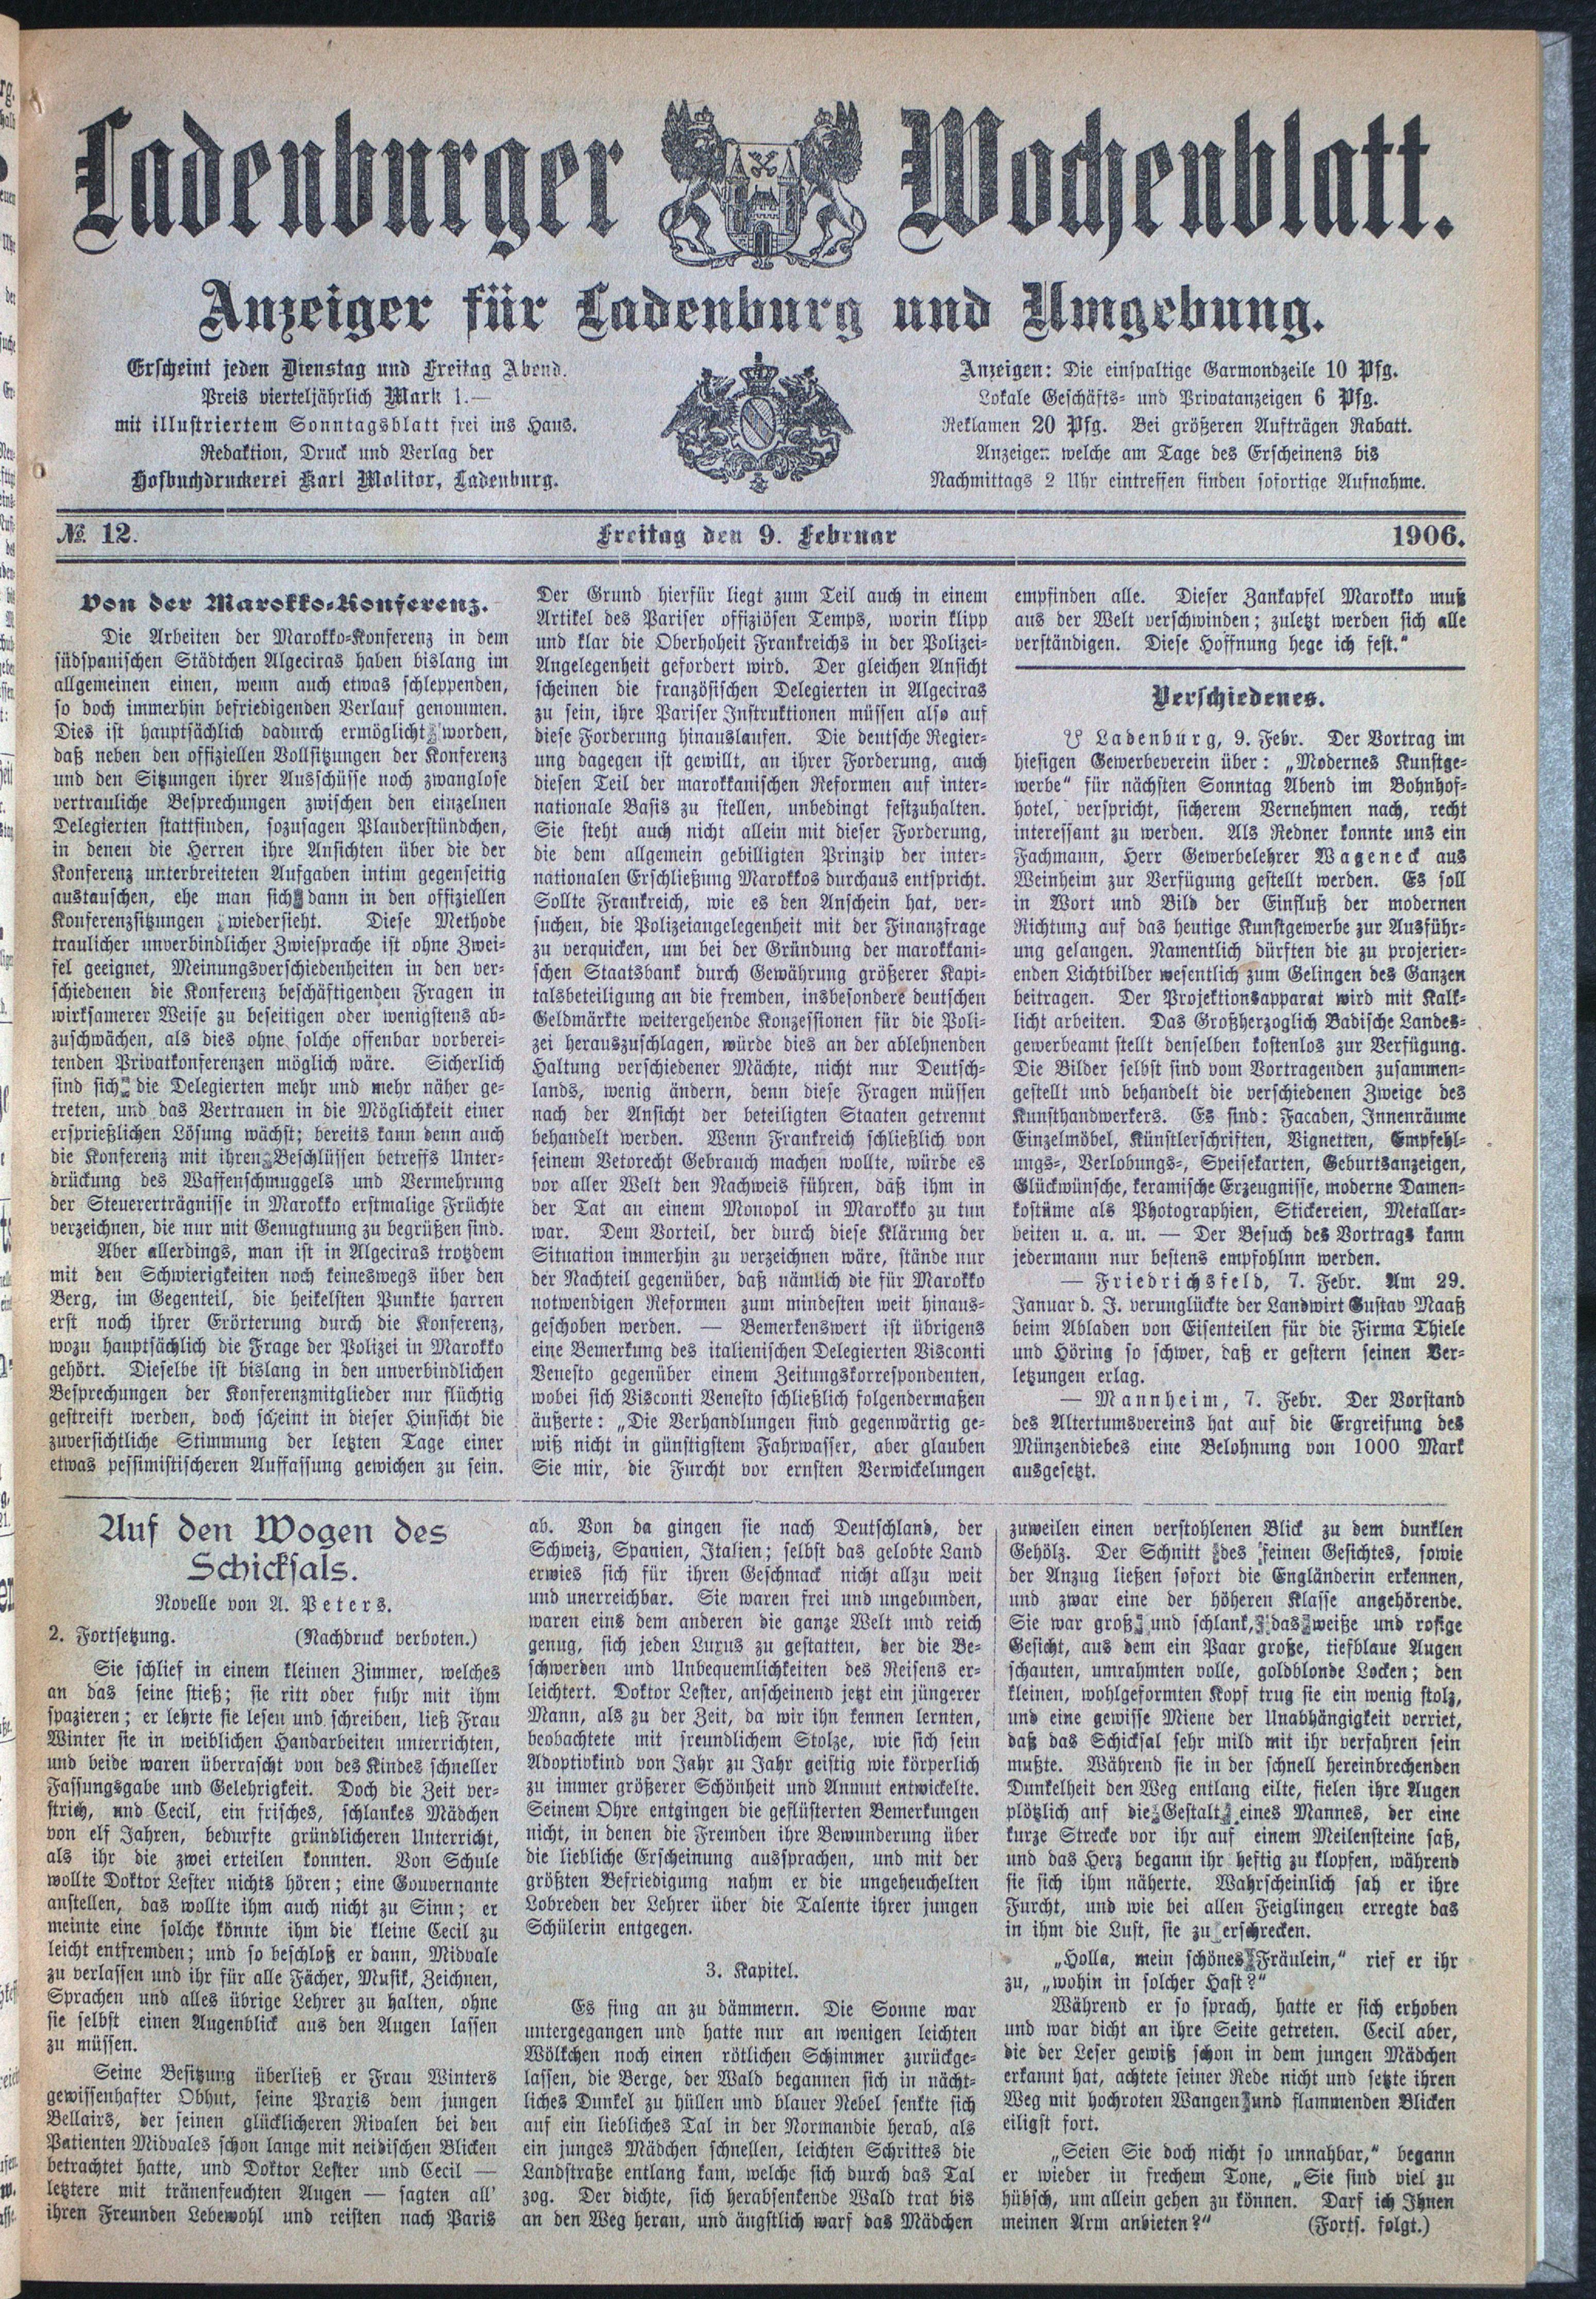 Ladenburger Wochenblatt.
Anzeiger für Ladenburg und Umgebung.
Erscheint jeden Dienstag und Freitag Abend.
Preis vierteljährlich Mark 1.—
mit illustriertem Sonntagsblatt frei ins Haus.
Redaktion, Druck und Verlag der
Hofbuchdruckerei Karl Molitor, Ladenburg.
Anzeigen: Die einspaltige Garmondzeile 10 Pfg.
Lokale Geschäfts- und Privatanzeigen 6 Pfg.
Reklamen 20 Pfg. Bei größeren Aufträgen Rabatt.
Anzeigen welche am Tage des Erscheinens bis
Nachmittags 2 Uhr eintreffen finden sofortige Aufnahme.
№ 12. Freitag den 9. Februar 1906.
Von der Marokko-Konferenz.
Die Arbeiten der Marokko-Konferenz in dem
südspanischen Städtchen Algeciras haben bislang im
allgemeinen einen, wenn auch etwas schleppenden,
so doch immerhin befriedigenden Verlauf genommen.
Dies ist hauptsächlich dadurch ermöglicht worden,
daß neben den offiziellen Vollsitzungen der Konferenz
und den Sitzungen ihrer Ausschüsse noch zwanglose
vertrauliche Besprechungen zwischen den einzelnen
Delegierten stattfinden, sozusagen Plauderstündchen,
in denen die Herren ihre Ansichten über die der
Konferenz unterbreiteten Aufgaben intim gegenseitig
austauschen, ehe man sich dann in den offiziellen
Konferenzsitzungen wiedersieht. Diese Methode
traulicher unverbindlicher Zwiesprache ist ohne Zwei-
fel geeignet, Meinungsverschiedenheiten in den ver-
schiedenen die Konferenz beschäftigenden Fragen in
wirksamerer Weise zu beseitigen oder wenigstens ab-
zuschwächen, als dies ohne solche offenbar vorberei-
tenden Privatkonferenzen möglich wäre. Sicherlich
sind sich die Delegierten mehr und mehr näher ge-
treten, und das Vertrauen in die Möglichkeit einer
ersprießlichen Lösung wächst; bereits kann denn auch
die Konferenz mit ihren Beschlüssen betreffs Unter-
drückung des Waffenschmuggels und Vermehrung
der Steuererträgnisse in Marokko erstmalige Früchte
verzeichnen, die nur mit Genugtuung zu begrüßen sind.
Aber allerdings, man ist in Algeciras trotzdem
mit den Schwierigkeiten noch keineswegs über den
Berg, im Gegenteil, die heikelsten Punkte harren
erst noch ihrer Erörterung durch die Konferenz,
wozu hauptsächlich die Frage der Polizei in Marokko
gehört. Dieselbe ist bislang in den unverbindlichen
Besprechungen der Konferenzmitglieder nur flüchtig
gestreift werden, doch scheint in dieser Hinsicht die
zuversichtliche Stimmung der letzten Tage einer
etwas pessimistischeren Auffassung gewichen zu sein.
Der Grund hierfür liegt zum Teil auch in einem
Artikel des Pariser offiziösen Temps, worin klipp
und klar die Oberhoheit Frankreichs in der Polizei-
Angelegenheit gefordert wird. Der gleichen Ansicht
scheinen die französischen Delegierten in Algeciras
zu sein, ihre Pariser Instruktionen müssen also auf
diese Forderung hinauslaufen. Die deutsche Regier-
ung dagegen ist gewillt, an ihrer Forderung, auch
diesen Teil der marokkanischen Reformen auf inter-
nationale Basis zu stellen, unbedingt festzuhalten.
Sie steht auch nicht allein mit dieser Forderung,
die dem allgemein gebilligten Prinzip der inter-
nationalen Erschließung Marokkos durchaus entspricht.
Sollte Frankreich, wie es den Anschein hat, ver-
suchen, die Polizeiangelegenheit mit der Finanzfrage
zu verquicken, um bei der Gründung der marokkani-
schen Staatsbank durch Gewährung größerer Kapi-
talsbeteiligung an die fremden, insbesondere deutschen
Geldmärkte weitergehende Konzessionen für die Poli-
zei herauszuschlagen, würde dies an der ablehnenden
Haltung verschiedener Mächte, nicht nur Deutsch-
lands, wenig ändern, denn diese Fragen müssen
nach der Ansicht der beteiligten Staaten getrennt
behandelt werden. Wenn Frankreich schließlich von
seinem Vetorecht Gebrauch machen wollte, würde es
vor aller Welt den Nachweis führen, daß ihm in
der Tat an einem Monopol in Marokko zu tun
war. Dem Vorteil, der durch diese Klärung der
Situation immerhin zu verzeichnen wäre, stände nur
der Nachteil gegenüber, daß nämlich die für Marokko
notwendigen Reformen zum mindesten weit hinaus-
geschoben werden. — Bemerkenswert ist übrigens
eine Bemerkung des italienischen Delegierten Visconti
Venesto gegenüber einem Zeitungskorrespondenten,
wobei sich Visconti Venesto schließlich folgendermaßen
äußerte: „Die Verhandlungen sind gegenwärtig ge-
wiß nicht in günstigstem Fahrwasser, aber glauben
Sie mir, die Furcht vor ernsten Verwickelungen
empfinden alle. Dieser Zankapfel Marokko muß
aus der Welt verschwinden; zuletzt werden sich alle
verständigen. Diese Hoffnung hege ich fest.“
Verschiedenes.
Ladenburg, 9. Febr. Der Vortrag im
hiesigen Gewerbeverein über: „Modernes Kunstge-
werbe“ für nächsten Sonntag Abend im Bohnhof-
hotel, verspricht, sicherem Vernehmen nach, recht
interessant zu werden. Als Redner konnte uns ein
Fachmann, Herr Gewerbelehrer Wageneck aus
Weinheim zur Verfügung gestellt werden. Es soll
in Wort und Bild der Einfluß der modernen
Richtung auf das heutige Kunstgewerbe zur Ausführ-
ung gelangen. Namentlich dürften die zu projerier-
enden Lichtbilder wesentlich zum Gelingen des Ganzen
beitragen. Der Projektionsapparat wird mit Kalk-
licht arbeiten. Das Großherzoglich Badische Landes-
gewerbeamt stellt denselben kostenlos zur Verfügung.
Die Bilder selbst sind vom Vortragenden zusammen-
gestellt und behandelt die verschiedenen Zweige des
Kunsthandwerkers. Es sind: Facaden, Innenräume
Einzelmöbel, Künstlerschriften, Vignetten, Empfehl-
ungs-, Verlobungs-, Speisekarten, Geburtsanzeigen,
Glückwünsche, keramische Erzeugnisse, moderne Damen-
kostüme als Photographien, Stickereien, Metallar-
beiten u. a. m. — Der Besuch des Vortrags kann
jedermann nur bestens empfohlnn werden.
— Friedrichsfeld, 7. Febr. Am 29.
Januar d. J. verunglückte der Landwirt Gustav Maaß
beim Abladen von Eisenteilen für die Firma Thiele
und Höring so schwer, daß er gestern seinen Ver-
letzungen erlag.
— Mannheim, 7. Febr. Der Vorstand
des Altertumsvereins hat auf die Ergreifung des
Münzendiebes eine Belohnung von 1000 Mark
ausgesetzt.
Auf den Wogen des
Schicksals.
Novelle von A. Peters.
2. Fortsetzung. (Nachdruck verboten.)
Sie schlief in einem kleinen Zimmer, welches
an das seine stieß; sie ritt oder fuhr mit ihm
spazieren; er lehrte sie lesen und schreiben, ließ Frau
Winter sie in weiblichen Handarbeiten unterrichten,
und beide waren überrascht von des Kindes schneller
Fassungsgabe und Gelehrigkeit. Doch die Zeit ver-
strich, und Cecil, ein frisches, schlankes Mädchen
von elf Jahren, bedurfte gründlicheren Unterricht,
als ihr die zwei erteilen konnten. Von Schule
wollte Doktor Lester nichts hören; eine Gouvernante
anstellen, das wollte ihm auch nicht zu Sinn; er
meinte eine solche könnte ihm die kleine Cecil zu
leicht entfremden; und so beschloß er dann, Midvale
zu verlassen und ihr für alle Fächer, Musik, Zeichnen,
Sprachen und alles übrige Lehrer zu halten, ohne
sie selbst einen Augenblick aus den Augen lassen
zu müssen.
Seine Besitzung überließ er Frau Winters
gewissenhafter Obhut, seine Praxis dem jungen
Bellairs, der seinen glücklicheren Rivalen bei den
Patienten Midvales schon lange mit neidischen Blicken
betrachtet hatte, und Doktor Lester und Cecil —
letztere mit tränenfeuchten Augen — sagten all'
ihren Freunden Lebewohl und reisten nach Paris
ab. Von da gingen sie nach Deutschland, der
Schweiz, Spanien, Italien; selbst das gelobte Land
erwies sich für ihren Geschmack nicht allzu weit
und unerreichbar. Sie waren frei und ungebunden,
waren eins dem anderen die ganze Welt und reich
genug, sich jeden Luxus zu gestatten, der die Be-
schwerden und Unbequemlichkeiten des Reisens er-
leichtert. Doktor Lester, anscheinend jetzt ein jüngerer
Mann, als zu der Zeit, da wir ihn kennen lernten,
beobachtete mit freundlichem Stolze, wie sich sein
Adoptivkind von Jahr zu Jahr geistig wie körperlich
zu immer größerer Schönheit und Anmut entwickelte.
Seinem Ohre entgingen die geflüsterten Bemerkungen
nicht, in denen die Fremden ihre Bewunderung über
die liebliche Erscheinung aussprachen, und mit der
größten Befriedigung nahm er die ungeheuchelten
Lobreden der Lehrer über die Talente ihrer jungen
Schülerin entgegen.
3. Kapitel.
Es fing an zu dämmern. Die Sonne war
untergegangen und hatte nur an wenigen leichten
Wölkchen noch einen rötlichen Schimmer zurückge-
lassen, die Berge, der Wald begannen sich in nächt-
liches Dunkel zu hüllen und blauer Nebel senkte sich
auf ein liebliches Tal in der Normandie herab, als
ein junges Mädchen schnellen, leichten Schrittes die
Landstraße entlang kam, welche sich durch das Tal
zog. Der dichte, sich herabsenkende Wald trat bis
an den Weg heran, und ängstlich warf das Mädchen
zuweilen einen verstohlenen Blick zu dem dunklen
Gehölz. Der Schnitt des feinen Gesichtes, sowie
der Anzug ließen sofort die Engländerin erkennen,
und zwar eine der höheren Klasse angehörende.
Sie war groß und schlank, das weiße und rosige
Gesicht, aus dem ein Paar große, tiefblaue Augen
schauten, umrahmten volle, goldblonde Locken; den
kleinen, wohlgeformten Kopf trug sie ein wenig stolz,
und eine gewisse Miene der Unabhängigkeit verriet,
daß das Schicksal sehr mild mit ihr verfahren sein
mußte. Während sie in der schnell hereinbrechenden
Dunkelheit den Weg entlang eilte, fielen ihre Augen
plötzlich auf die Gestalt eines Mannes, der eine
kurze Strecke vor ihr auf einem Meilensteine saß,
und das Herz begann ihr heftig zu klopfen, während
sie sich ihm näherte. Wahrscheinlich sah er ihre
Furcht, und wie bei allen Feiglingen erregte das
in ihm die Lust, sie zu erschrecken.
„Holla, mein schönes Fräulein,“ rief er ihr
zu, „wohin in solcher Hast?“
Während er so sprach, hatte er sich erhoben
und war dicht an ihre Seite getreten. Cecil aber,
die der Leser gewiß schon in dem jungen Mädchen
erkannt hat, achtete seiner Rede nicht und setzte ihren
Weg mit hochroten Wangen und flammenden Blicken
eiligst fort.
„Seien Sie doch nicht so unnahbar,“ begann
er wieder in frechem Tone, „Sie sind viel zu
hübsch, um allein gehen zu können. Darf ich Ihnen
meinen Arm anbieten?“ (Forts. folgt.)